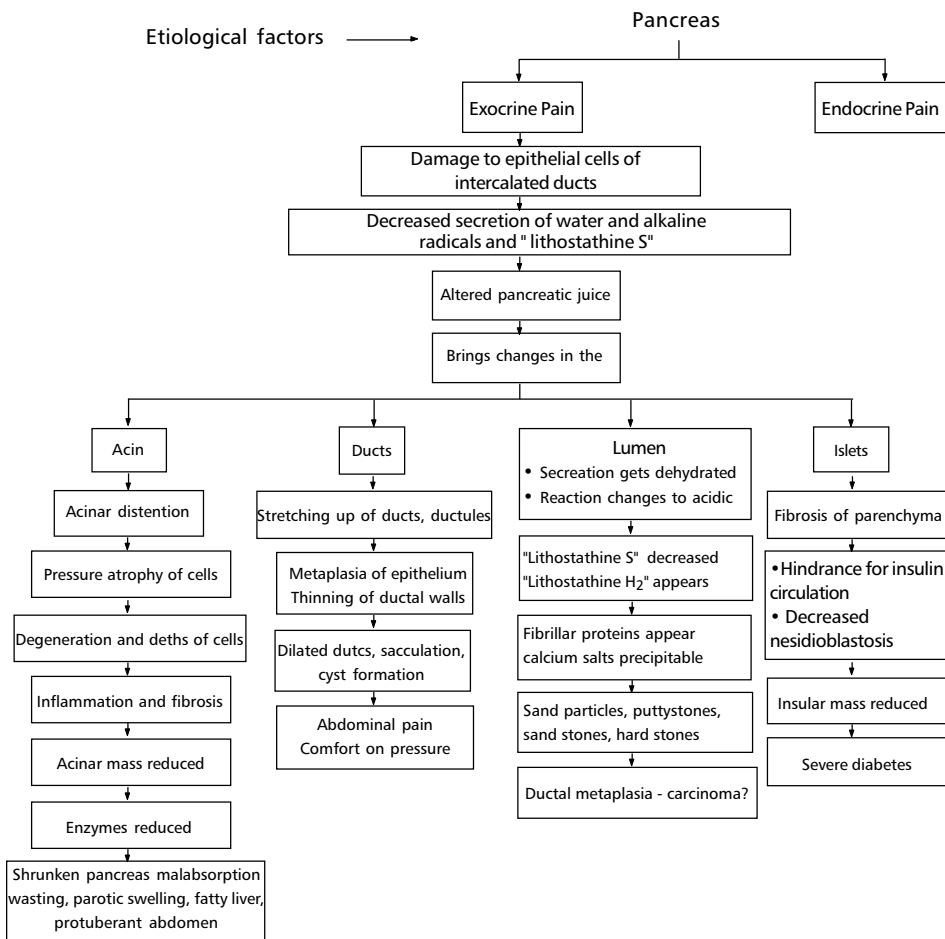 Pancreas
Etiological factors
Exocrine Pain
Endocrine Pain
Damage to epithelial cells of
intercalated ducts
Decreased secretion of water and alkaline
radicals and " lithostathine S"
Altered pancreatic juice
Brings changes in the
Acin
Acinar distention
Pressure atrophy of cells
Degeneration and deths of cells
Inflammation and fibrosis
Acinar mass reduced
Enzymes reduced
Shrunken pancreas malabsorption
wasting, parotic swelling, fatty liver,
protuberant abdomen
Ducts
Stretching up of ducts, ductules
Metaplasia of epithelium
Thinning of ductal walls
Dilated dutcs, sacculation,
cyst formation
Abdominal pain
Comfort on pressure
Lumen
• Secreation gets dehydrated
• Reaction changes to acidic
"Lithostathine S" decreased
"Lithostathine H₂" appears
Fibrillar proteins appear
calcium salts precipitable
Sand particles, puttystones,
sand stones, hard stones
Ductal metaplasia - carcinoma?
Islets
Fibrosis of parenchyma
• Hindrance for insulin
circulation
• Decreased
nesidioblastosis
Insular mass reduced
Severe diabetes